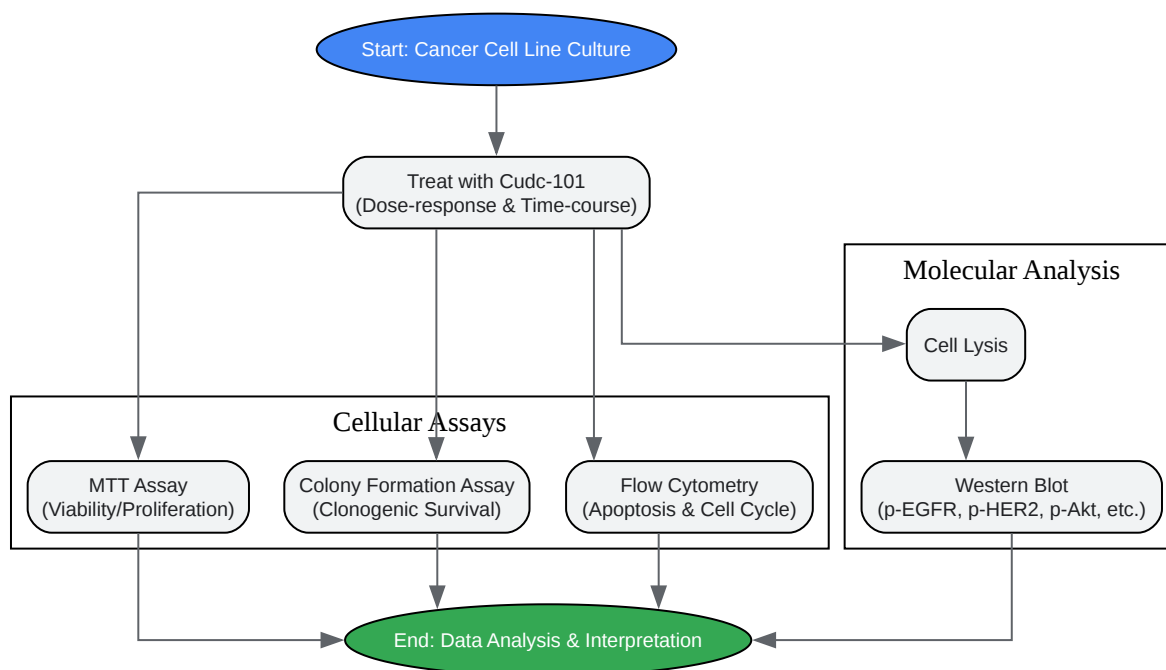 Start: Cancer Cell Line Culture
Treat with Cudc-101
(Dose-response & Time-course)
Molecular Analysis
Cell Lysis
Cellular Assays
MTT Assay
(Viability/Proliferation)
Colony Formation Assay
(Clonogenic Survival)
Flow Cytometry
(Apoptosis & Cell Cycle)
Western Blot
(p-EGFR, p-HER2, p-Akt, etc.)
End: Data Analysis & Interpretation